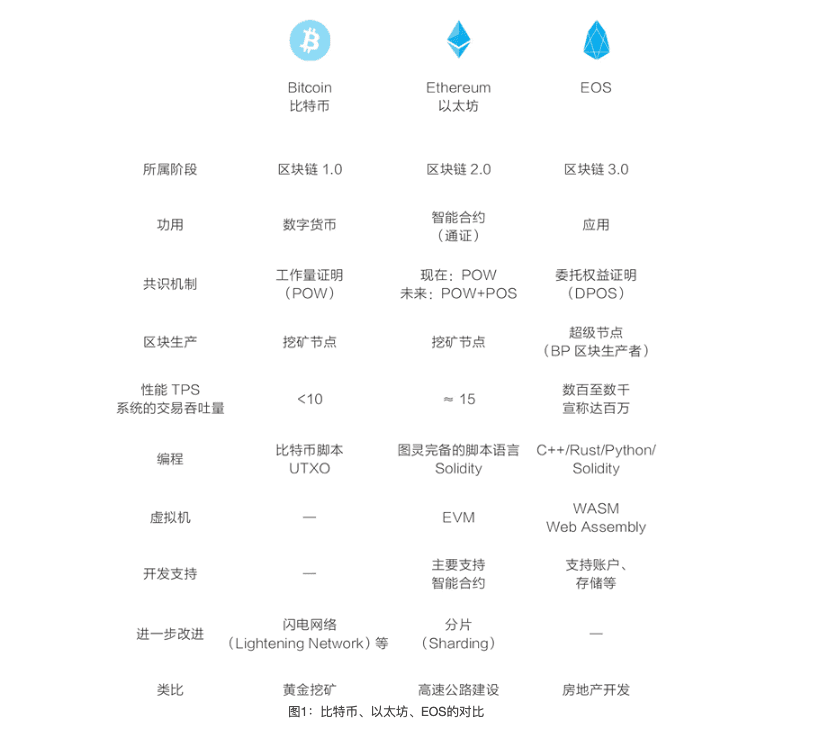 Bitcoin Ethereum EOS
比特币 以太坊
所属阶段 区块链 1.0 区块链 2.0 区块链 3.0
功用 数字货币 智能合约
（通证） 应用
共识机制 工作量证明
（POW） 现在：POW
未来：POW+POS 委托权益证明
（DPOS）
区块生产 挖矿节点 挖矿节点 超级节点
（BP 区块生产者）
性能 TPS
系统的交易吞吐量 <10 ≈ 15 数百至数千
宣称达百万
编程 比特币脚本
UTXO 图灵完备的脚本语言
Solidity C++/Rust/Python/
Solidity
虚拟机 — EVM WASM
Web Assembly
开发支持 — 主要支持
智能合约 支持账户、
存储等
进一步改进 闪电网络
（Lightening Network）等 分片
（Sharding） —
类比 黄金挖矿 高速公路建设 房地产开发
图1：比特币、以太坊、EOS的对比